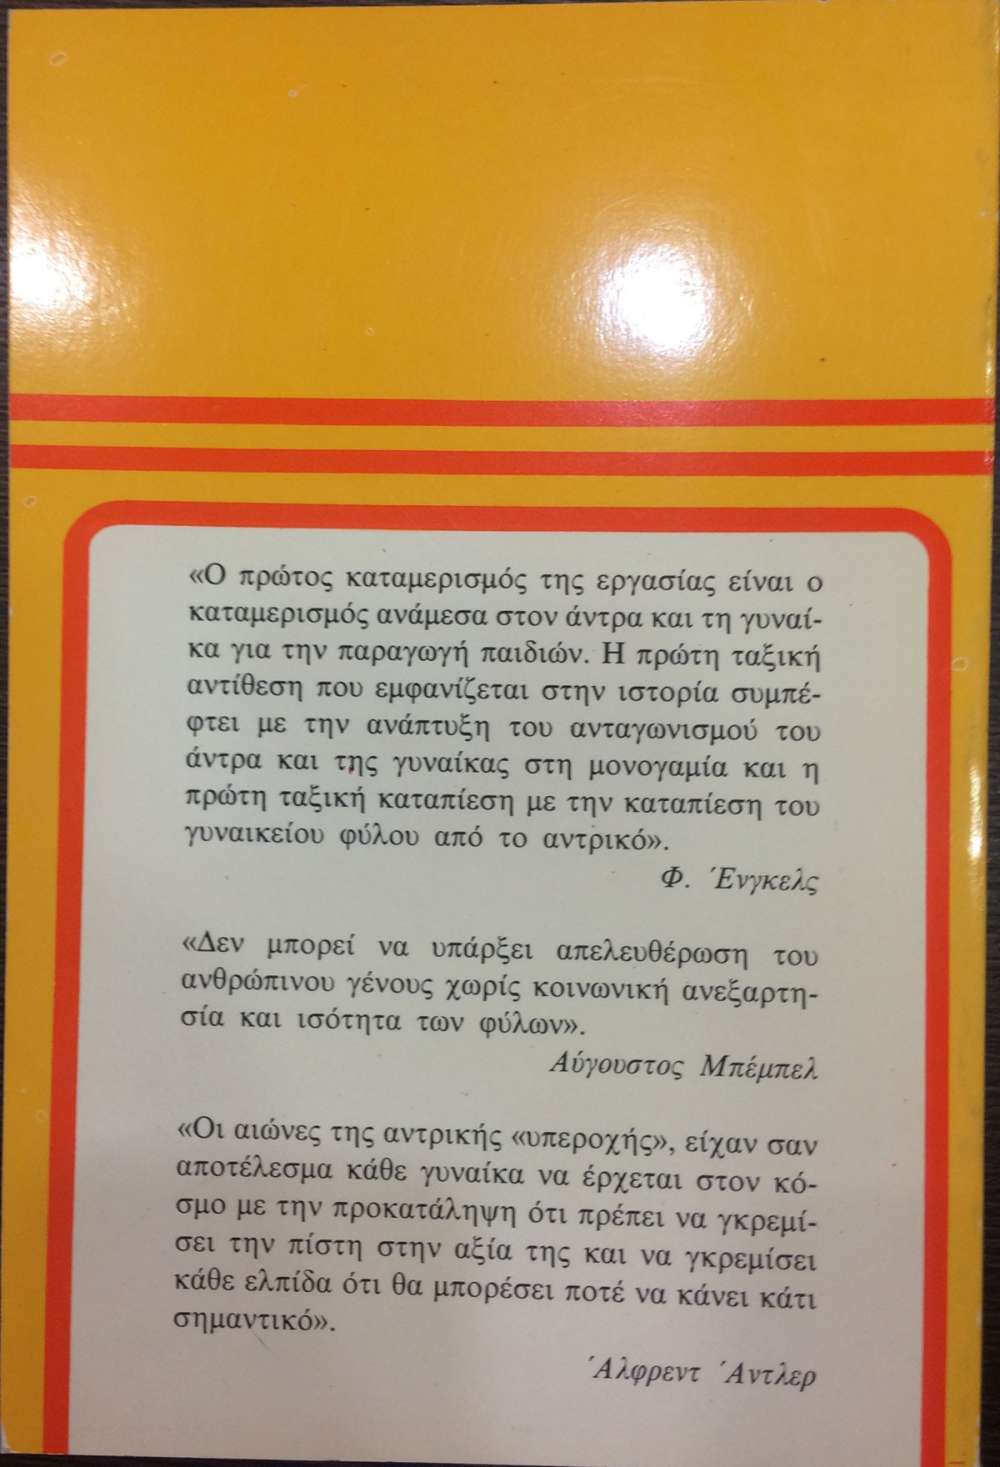 «Ο πρώτος καταμερισμός της εργασίας είναι ο
καταμερισμός ανάμεσα στον άντρα και τη γυναί-
κα για την παραγωγή παιδιών. Η πρώτη ταξική
αντίθεση που εμφανίζεται στην ιστορία συμπέ-
φτει με την ανάπτυξη του ανταγωνισμού του
άντρα και της γυναίκας στη μονογαμία και η
πρώτη ταξική καταπίεση με την καταπίεση του
γυναικείου φύλου από το αντρικό».
Φ. Ένγκελς
«Δεν μπορεί να υπάρξει απελευθέρωση του
ανθρώπινου γένους χωρίς κοινωνική ανεξαρτη-
σία και ισότητα των φύλων».
Αύγουστος Μπέμπελ
«Οι αιώνες της αντρικής «υπεροχής», είχαν σαν
αποτέλεσμα κάθε γυναίκα να έρχεται στον κό-
σμο με την προκατάληψη ότι πρέπει να γκρεμί-
σει την πίστη στην αξία της και να γκρεμίσει
κάθε ελπίδα ότι θα μπορέσει ποτέ να κάνει κάτι
σημαντικό».
Άλφρεντ Άντλερ